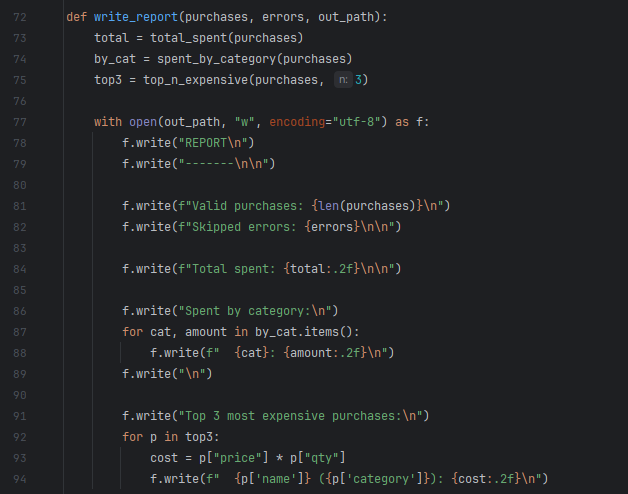 72 def write_report(purchases, errors, out_path):
73     total = total_spent(purchases)
74     by_cat = spent_by_category(purchases)
75     top3 = top_n_expensive(purchases, n: 3)
76
77     with open(out_path, "w", encoding="utf-8") as f:
78         f.write("REPORT\n")
79         f.write("-------\n\n")
80
81         f.write(f"Valid purchases: {len(purchases)}\n")
82         f.write(f"Skipped errors: {errors}\n\n")
83
84         f.write(f"Total spent: {total:.2f}\n\n")
85
86         f.write("Spent by category:\n")
87         for cat, amount in by_cat.items():
88             f.write(f"  {cat}: {amount:.2f}\n")
89         f.write("\n")
90
91         f.write("Top 3 most expensive purchases:\n")
92         for p in top3:
93             cost = p["price"] * p["qty"]
94             f.write(f"  {p['name']} ({p['category']}): {cost:.2f}\n")